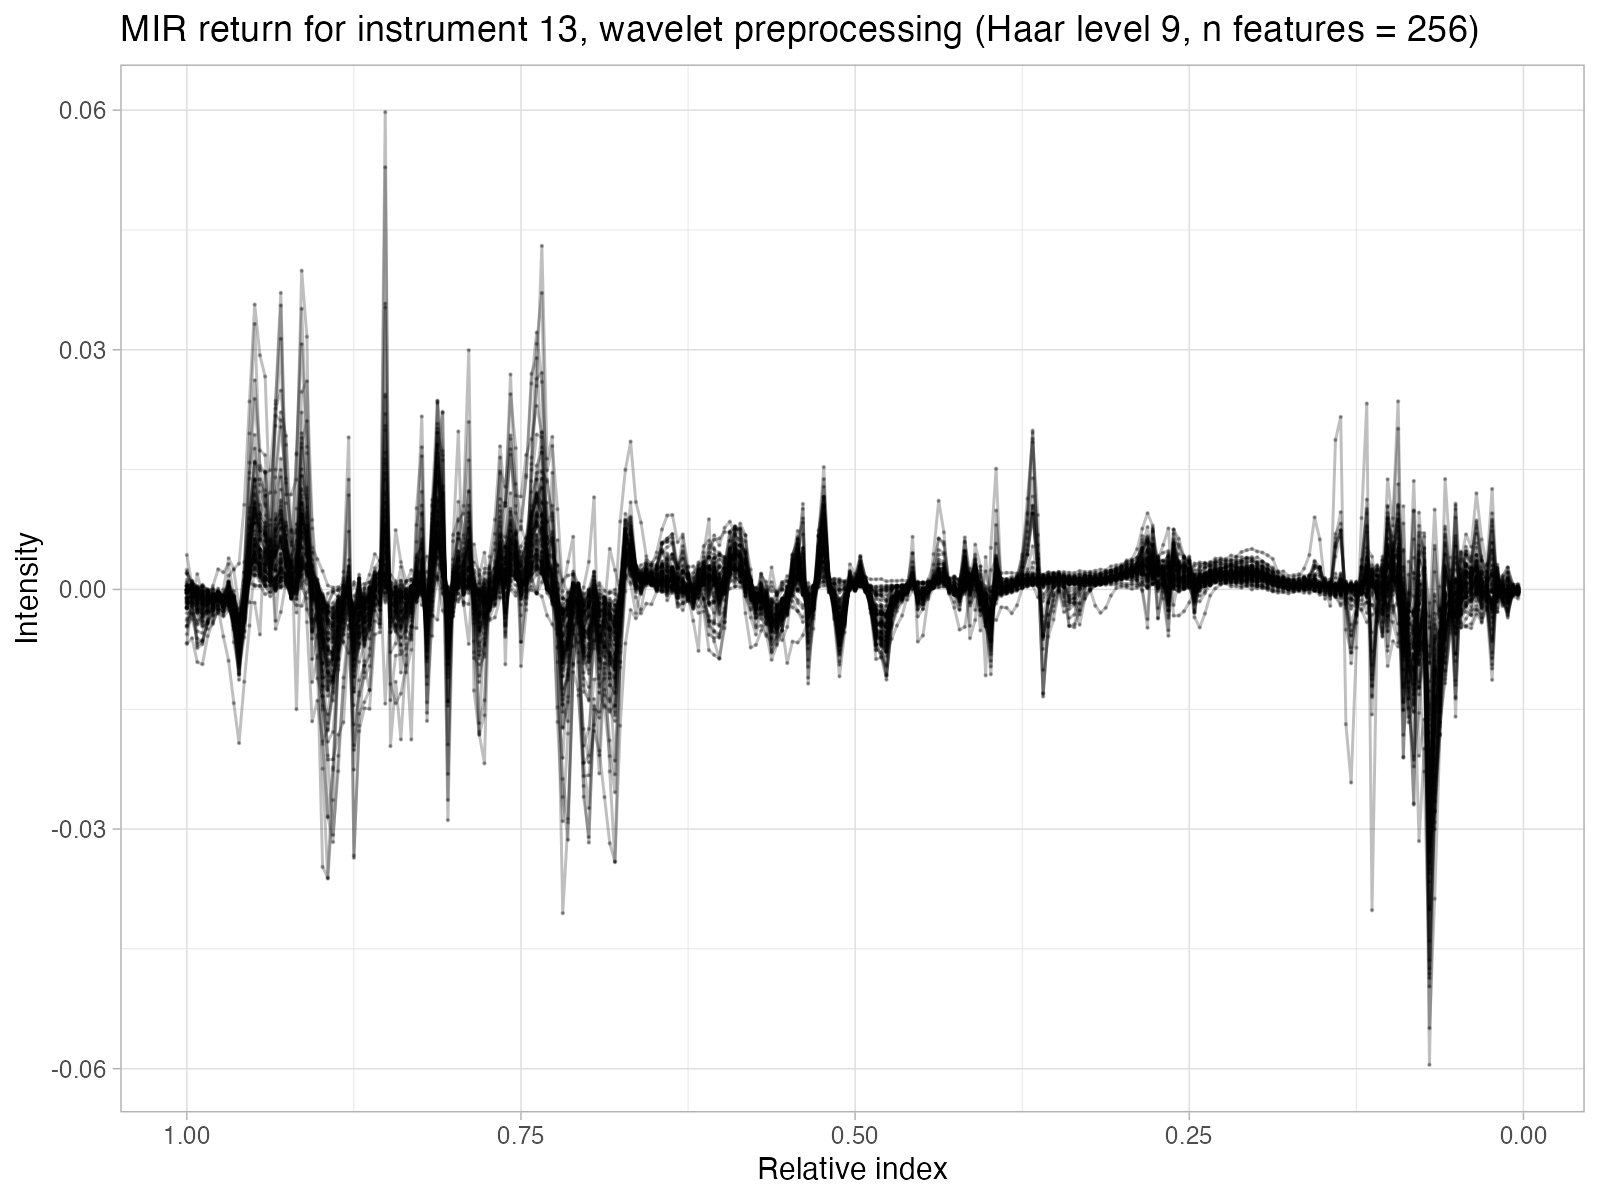 MIR return for instrument 13, wavelet preprocessing (Haar level 9, n features = 256)
0.06
0.03
0.00
-0.03
-0.06
Intensity
1.00 0.75 0.50 0.25 0.00
Relative index